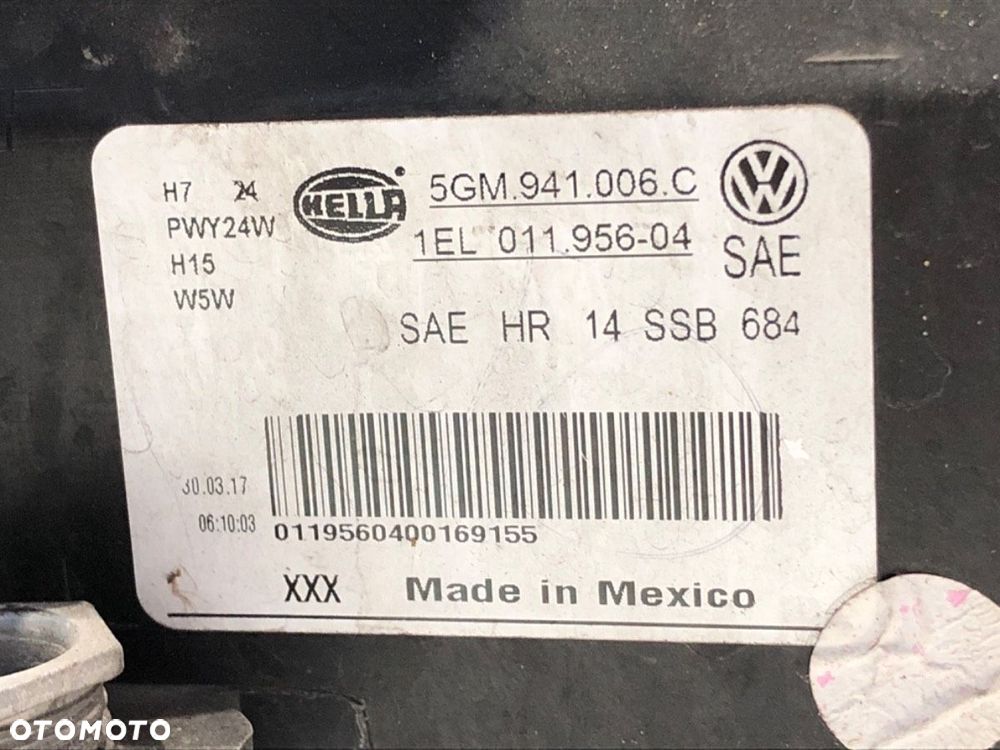 H7 24
PWY24W
H15
W5W
HELLA
5GM.941.006.C
1EL 011.956-04
VW
SAE
SAE HR 14 SSB 684
30.03.17
06:10:03
0119560400169155
XXX Made in Mexico
OTOMOTO